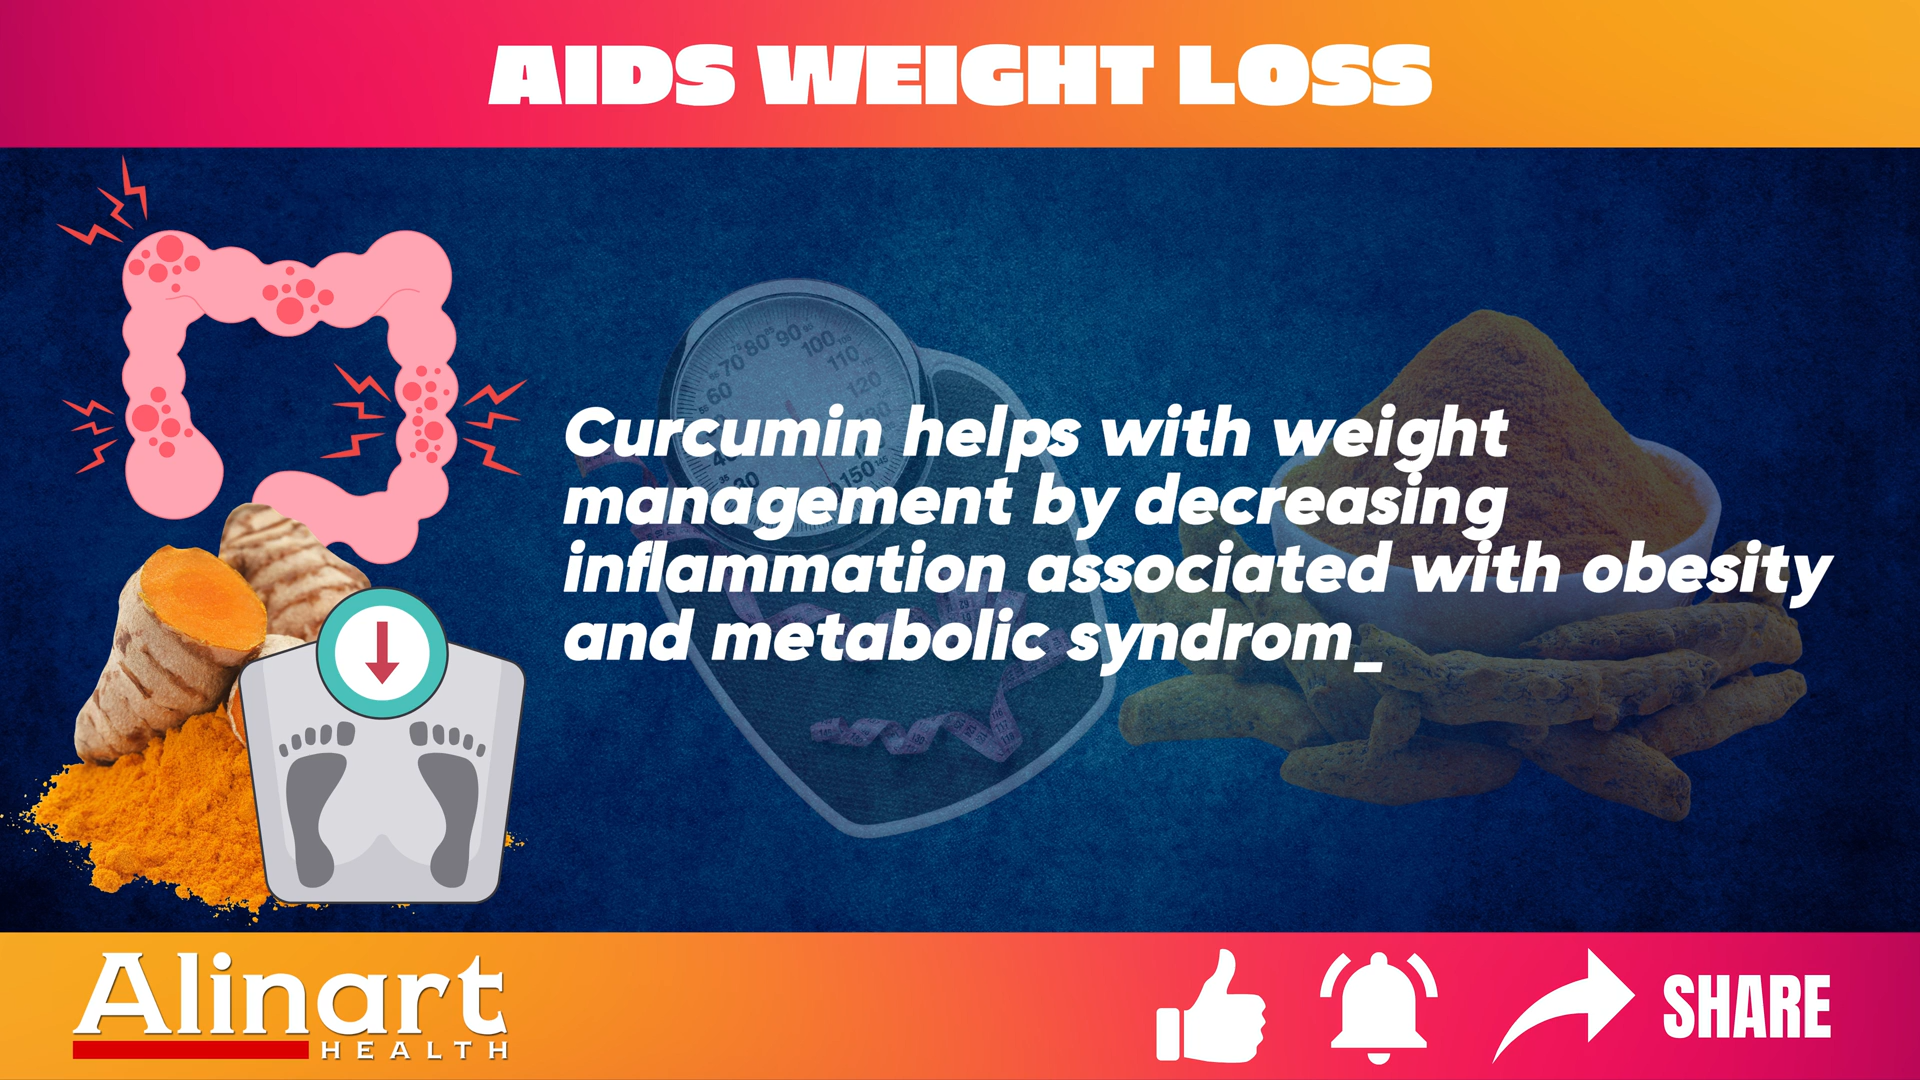 AIDS WEIGHT LOSS
Curcumin helps with weight
management by decreasing
inflammation associated with obesity
and metabolic syndrom_
Alinart
HEALTH
SHARE